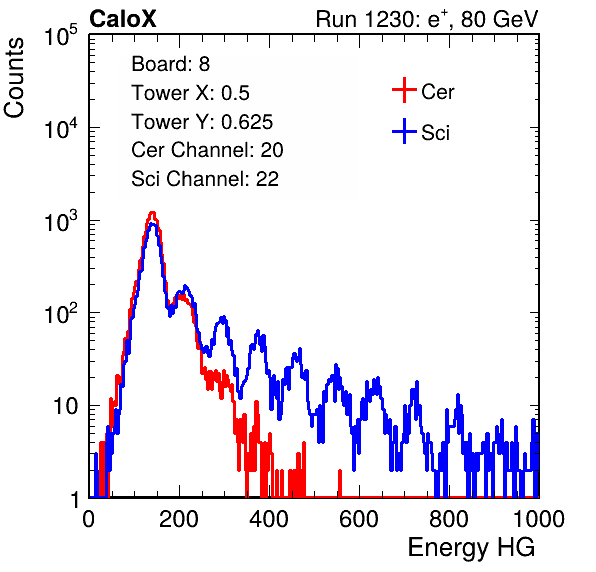 CaloX Run 1230: e⁺, 80 GeV
Counts
Board: 8
Tower X: 0.5
Tower Y: 0.625
Cer Channel: 20
Sci Channel: 22
Cer
Sci
10⁵
10⁴
10³
10²
10
1
0 200 400 600 800 1000
Energy HG